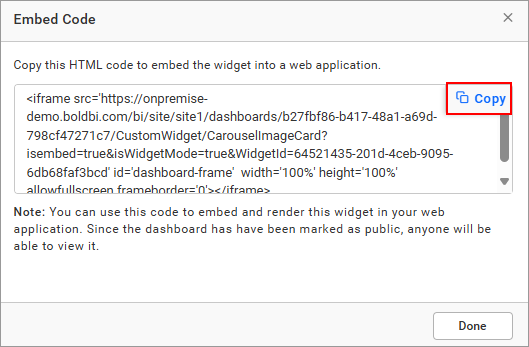 Embed Code
Copy this HTML code to embed the widget into a web application.
<iframe src='https://onpremise-
demo.boldbi.com/bi/site/site1/dashboards/b27fbf86-b417-48a1-a69d-
798cf47271c7/CustomWidget/CarouselImageCard?
isembed=true&isWidgetMode=true&WidgetId=64521435-201d-4ceb-9095-
6db68faf3bcd' id='dashboard-frame'  width='100%' height='100%'
allowfullscreen frameborder='0'></iframe>
Copy
Note: You can use this code to embed and render this widget in your web
application. Since the dashboard has have been marked as public, anyone will be
able to view it.
Done